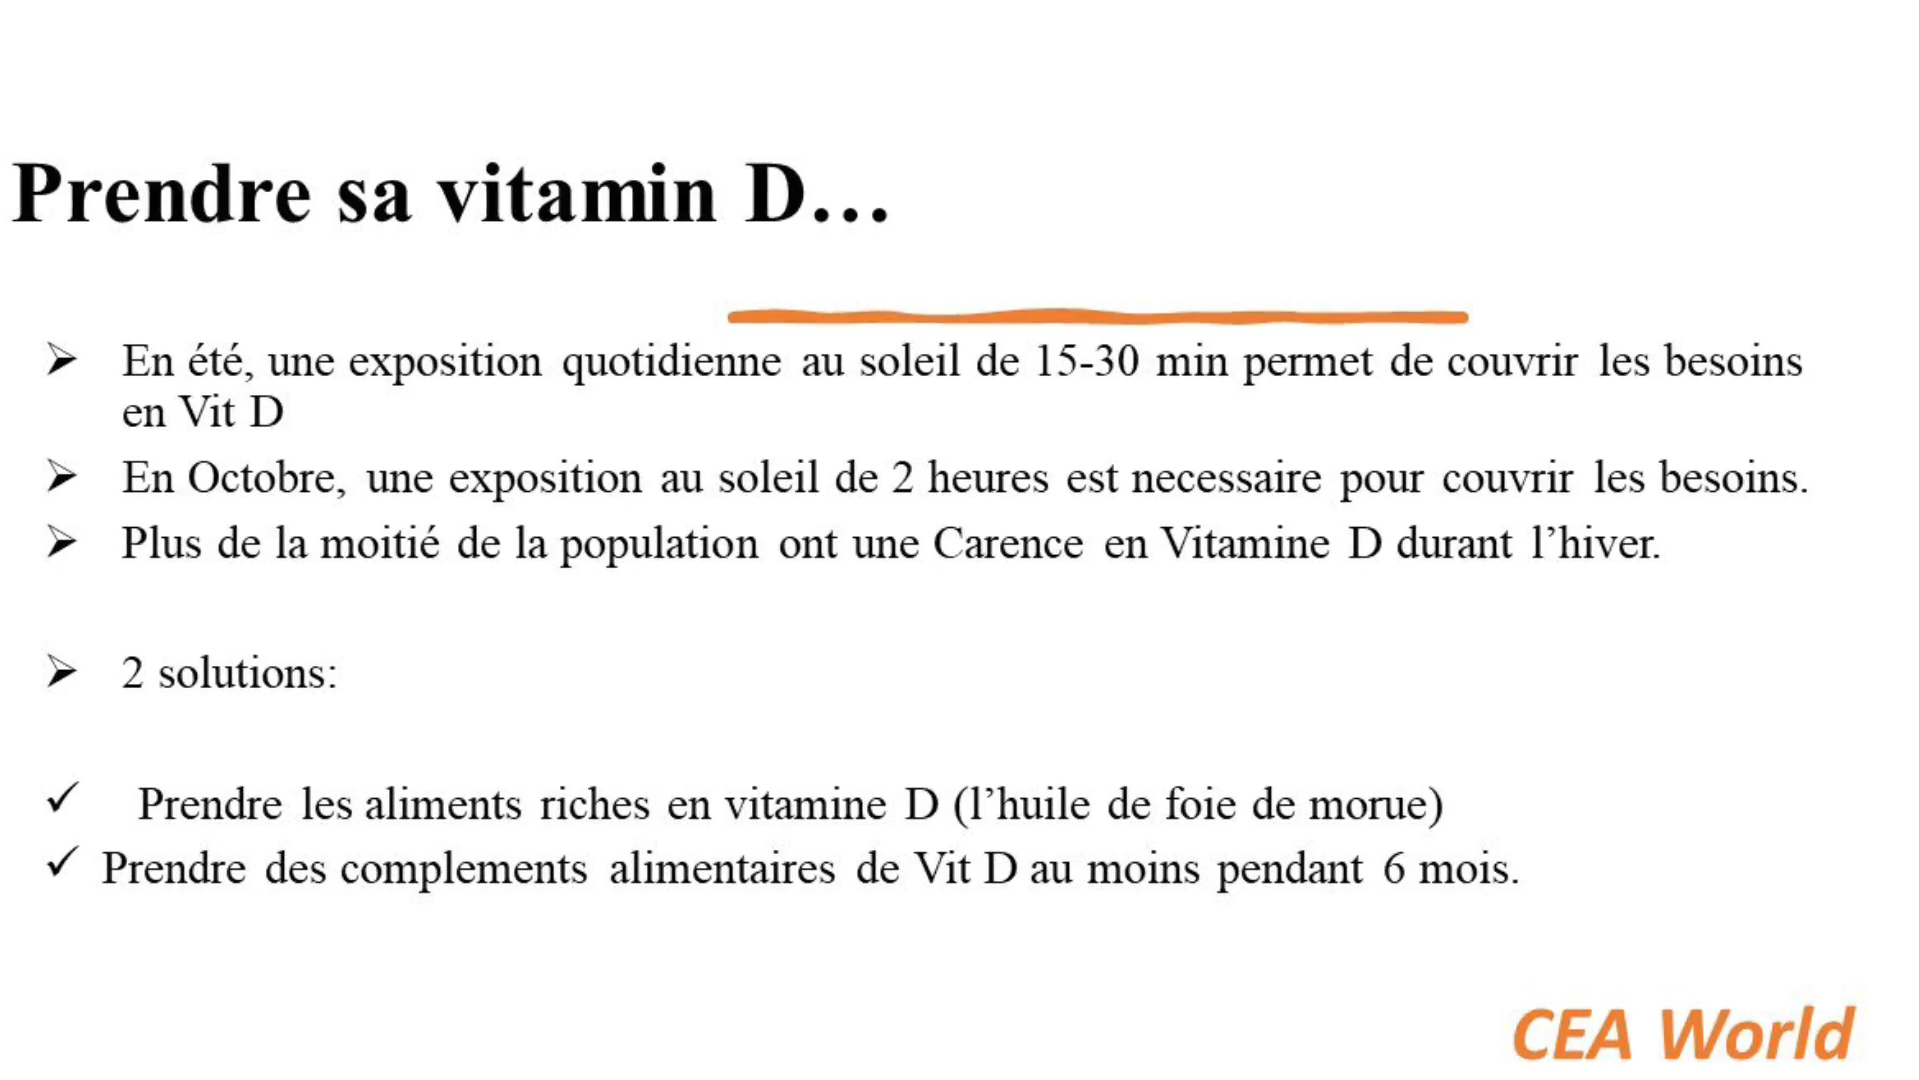 Prendre sa vitamin D…
En été, une exposition quotidienne au soleil de 15-30 min permet de couvrir les besoins
en Vit D
En Octobre, une exposition au soleil de 2 heures est necessaire pour couvrir les besoins.
Plus de la moitié de la population ont une Carence en Vitamine D durant l’hiver.
2 solutions:
Prendre les aliments riches en vitamine D (l’huile de foie de morue)
Prendre des complements alimentaires de Vit D au moins pendant 6 mois.
CEA World